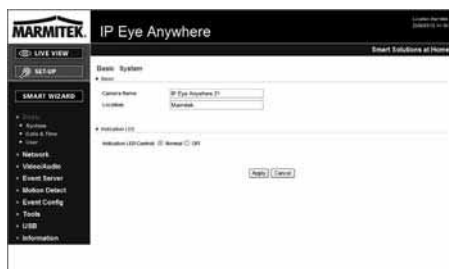 MARMITEK.
IP Eye Anywhere
Smart Solutions at Home
LIVE VIEW
SETUP
SMART WIZARD
Basic
System
Date & Time
User
Network
Video/Audio
Event Server
Motion Detect
Event Config
Tools
USB
Information
Basic System
Basic
Camera Name IP Eye Anywhere 21
Location Marmitek
Indication LED
Indication LED Control: Normal Off
Apply Cancel